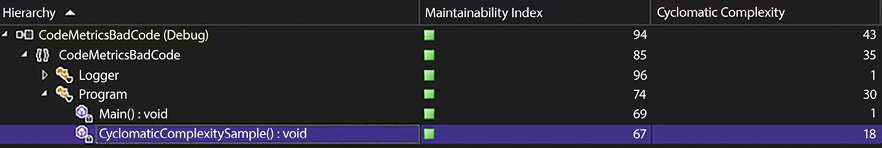 Hierarchy Maintainability Index Cyclomatic Complexity
CodeMetricsBadCode (Debug) 94 43
{} CodeMetricsBadCode 85 35
Logger 96 1
Program 74 30
Main() : void 69 1
CyclomaticComplexitySample() : void 67 18